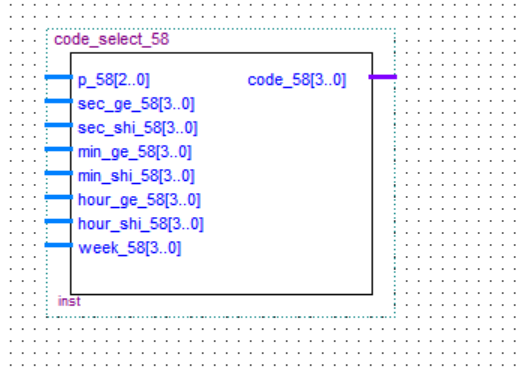 code_select_58
p_58[2..0] code_58[3..0]
sec_ge_58[3..0]
sec_shi_58[3..0]
min_ge_58[3..0]
min_shi_58[3..0]
hour_ge_58[3..0]
hour_shi_58[3..0]
week_58[3..0]
inst